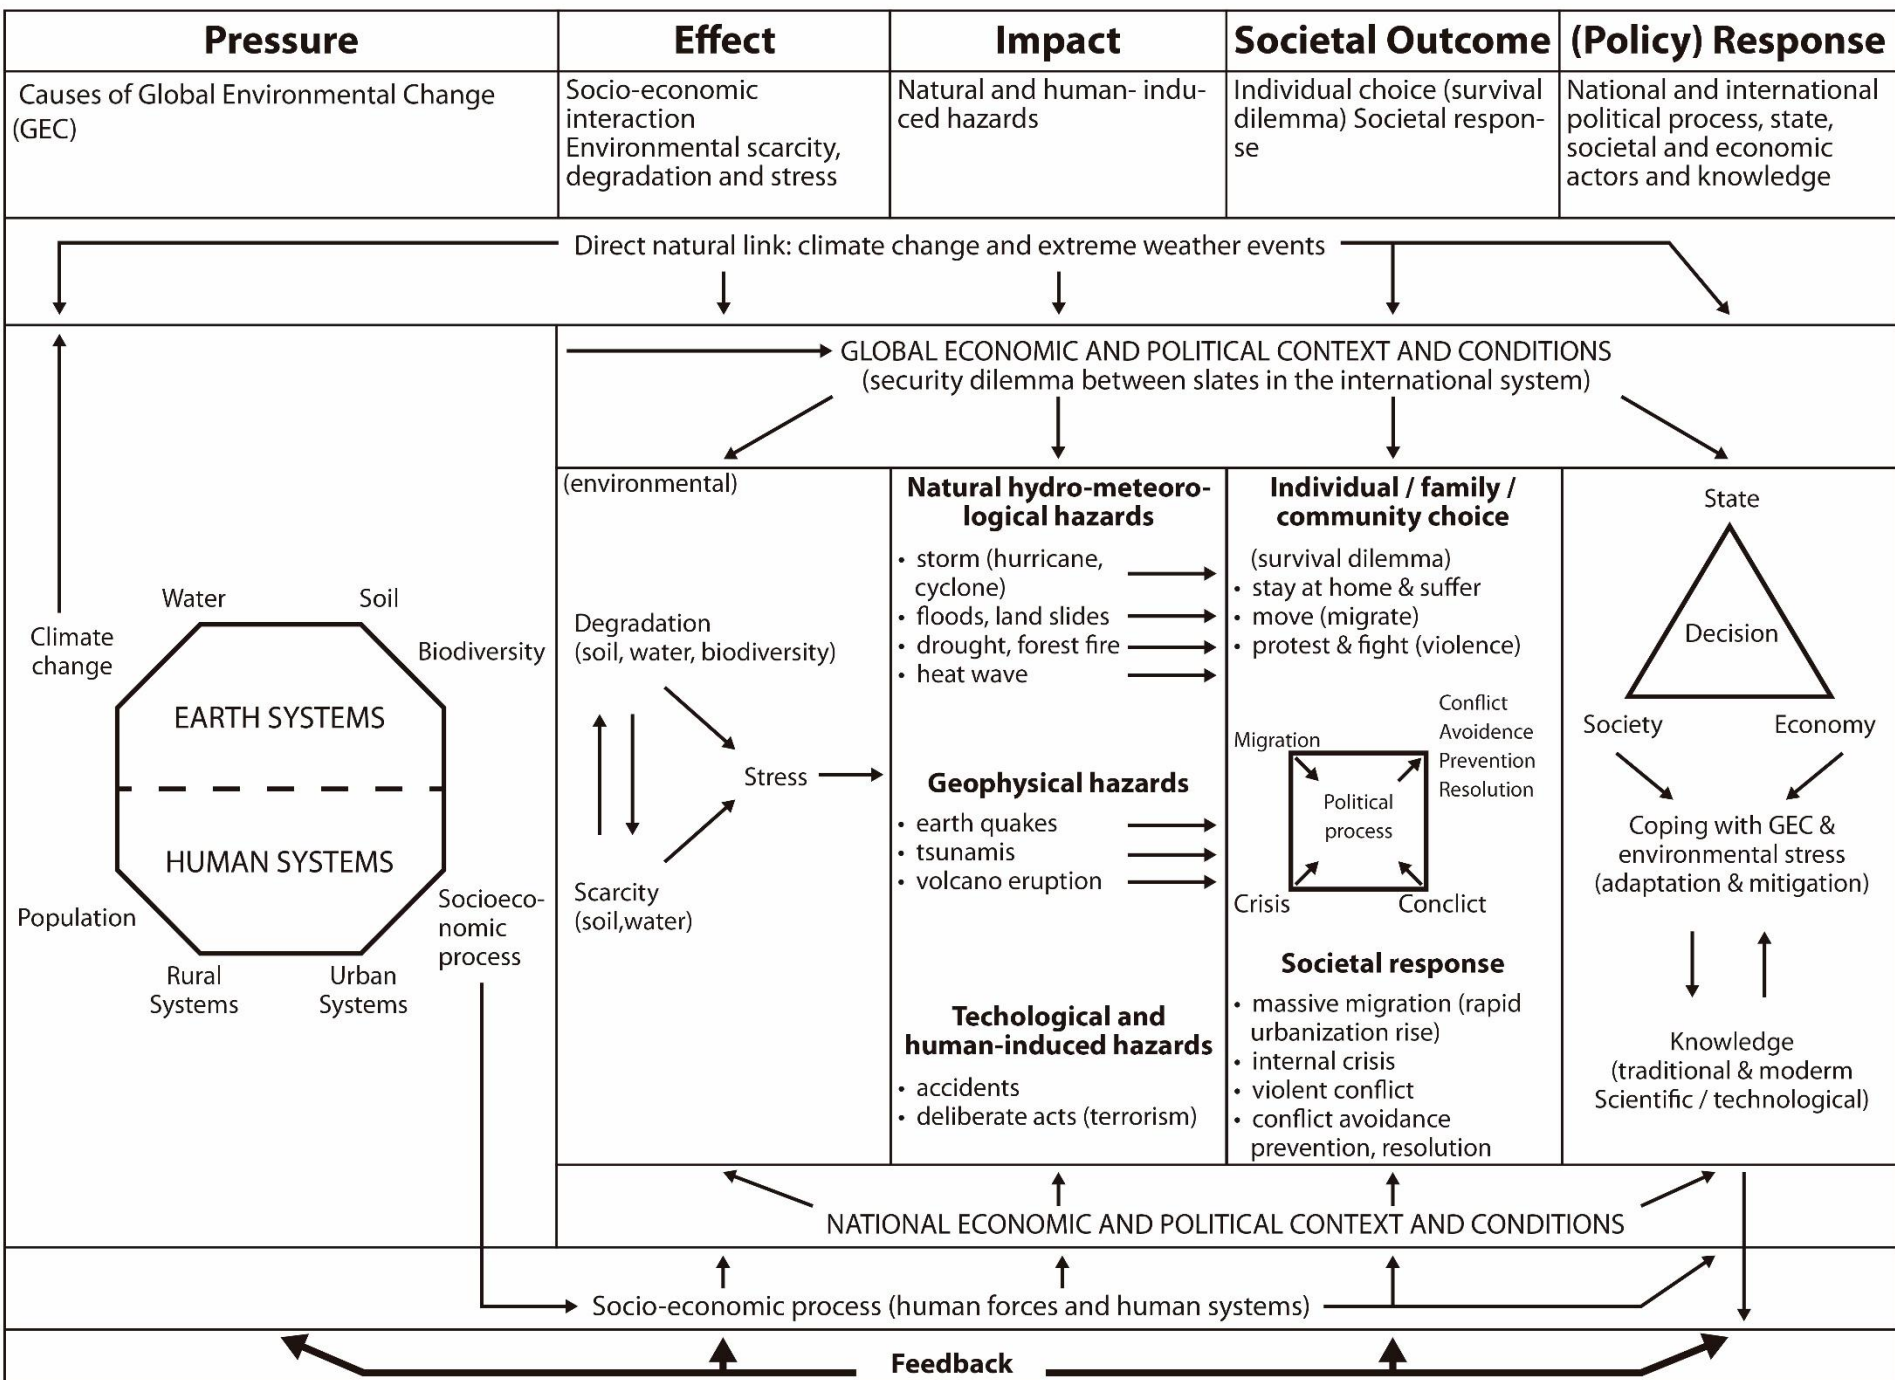 Pressure
Effect
Impact
Societal Outcome
(Policy) Response
Causes of Global Environmental Change
(GEC)
Socio-economic
interaction
Environmental scarcity,
degradation and stress
Natural and human- indu-
ced hazards
Individual choice (survival
dilemma) Societal respon-
se
National and international
political process, state,
societal and economic
actors and knowledge
Direct natural link: climate change and extreme weather events
GLOBAL ECONOMIC AND POLITICAL CONTEXT AND CONDITIONS
(security dilemma between slates in the international system)
Water
Soil
Climate
change
Biodiversity
EARTH SYSTEMS
HUMAN SYSTEMS
Population
Socioeco-
nomic
process
Rural
Systems
Urban
Systems
(environmental)
Degradation
(soil, water, biodiversity)
Stress
Scarcity
(soil,water)
Natural hydro-meteoro-
logical hazards
• storm (hurricane,
cyclone)
• floods, land slides
• drought, forest fire
• heat wave
Geophysical hazards
• earth quakes
• tsunamis
• volcano eruption
Techological and
human-induced hazards
• accidents
• deliberate acts (terrorism)
Individual / family /
community choice
(survival dilemma)
• stay at home & suffer
• move (migrate)
• protest & fight (violence)
Migration
Conflict
Avoidence
Prevention
Resolution
Political
process
Crisis
Conclict
Societal response
• massive migration (rapid
urbanization rise)
• internal crisis
• violent conflict
• conflict avoidance
prevention, resolution
State
Decision
Society
Economy
Coping with GEC &
environmental stress
(adaptation & mitigation)
Knowledge
(traditional & moderm
Scientific / technological)
NATIONAL ECONOMIC AND POLITICAL CONTEXT AND CONDITIONS
Socio-economic process (human forces and human systems)
Feedback